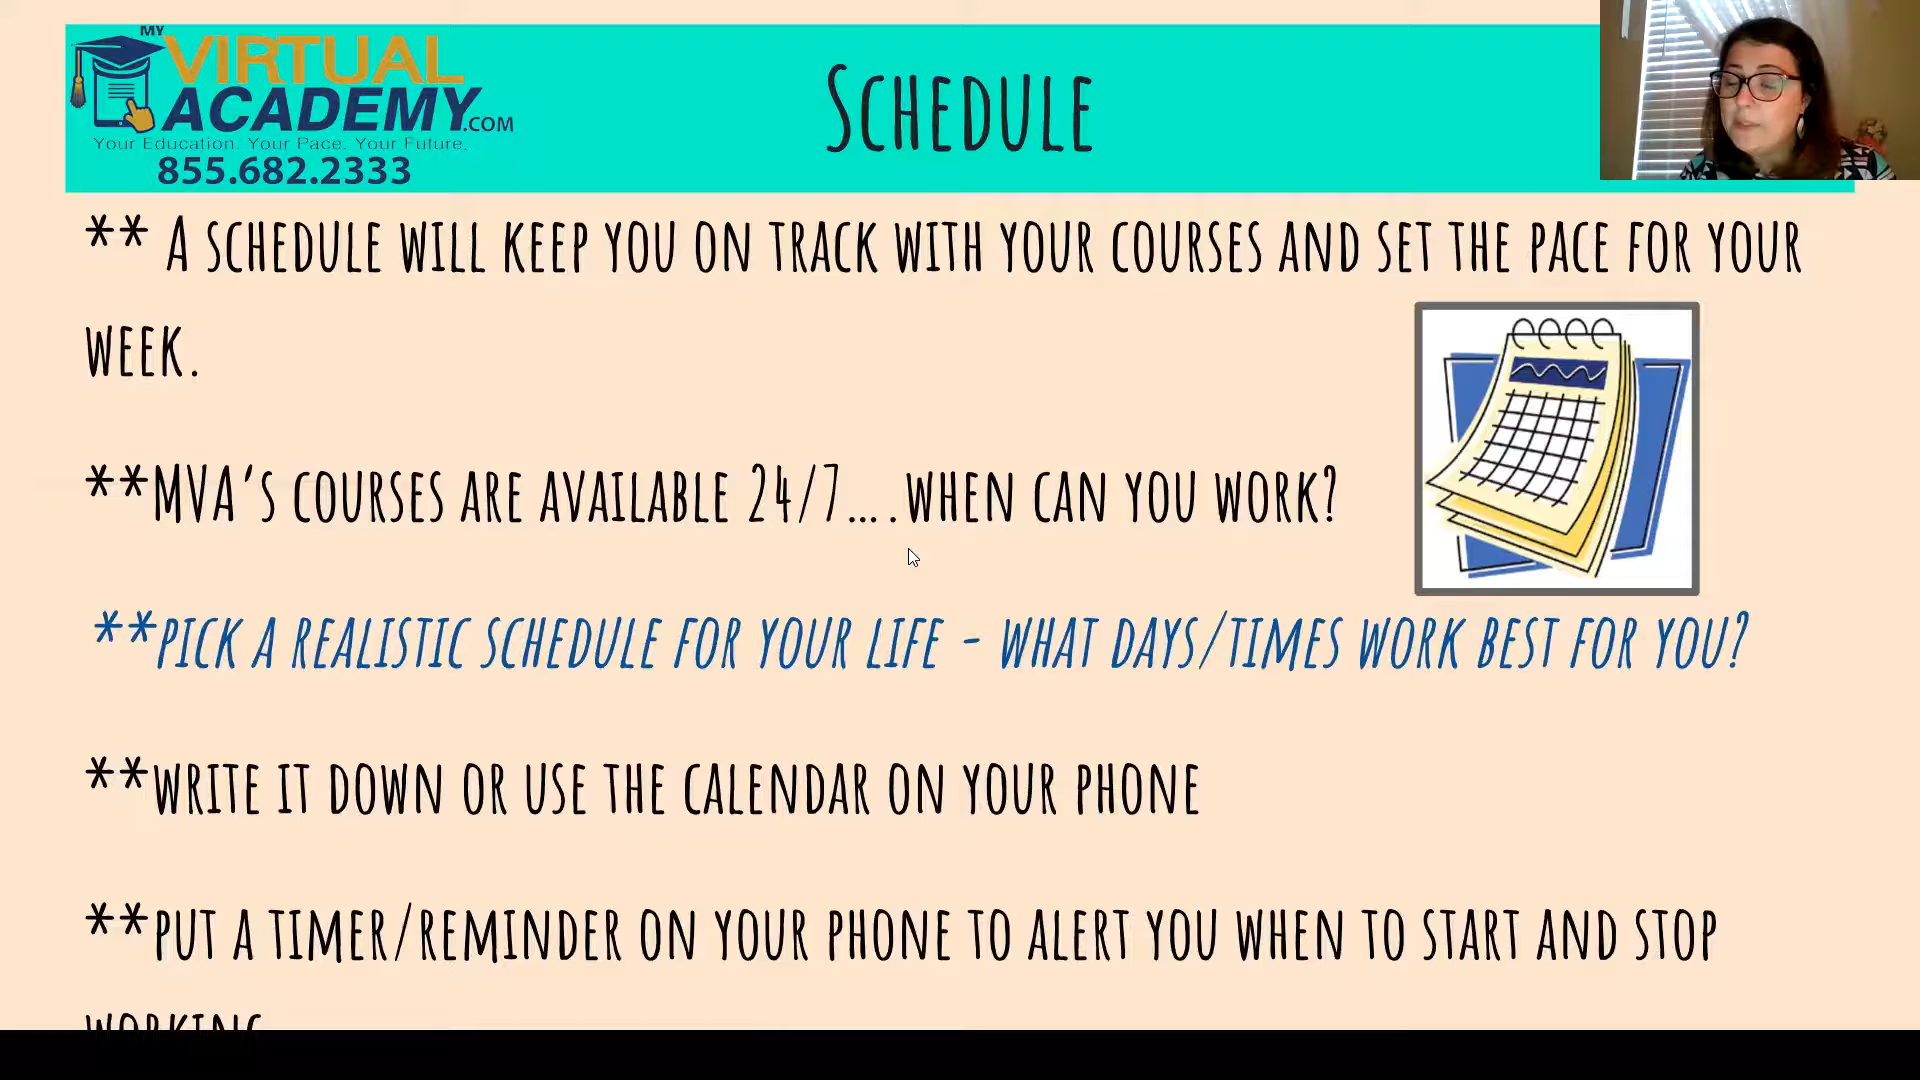 MY
VIRTUAL
ACADEMY.COM
Your Education. Your Pace. Your Future.
855.682.2333
SCHEDULE
** A SCHEDULE WILL KEEP YOU ON TRACK WITH YOUR COURSES AND SET THE PACE FOR YOUR
WEEK.
**MVA'S COURSES ARE AVAILABLE 24/7....WHEN CAN YOU WORK?
**PICK A REALISTIC SCHEDULE FOR YOUR LIFE - WHAT DAYS/TIMES WORK BEST FOR YOU?
**WRITE IT DOWN OR USE THE CALENDAR ON YOUR PHONE
**PUT A TIMER/REMINDER ON YOUR PHONE TO ALERT YOU WHEN TO START AND STOP
WORKING